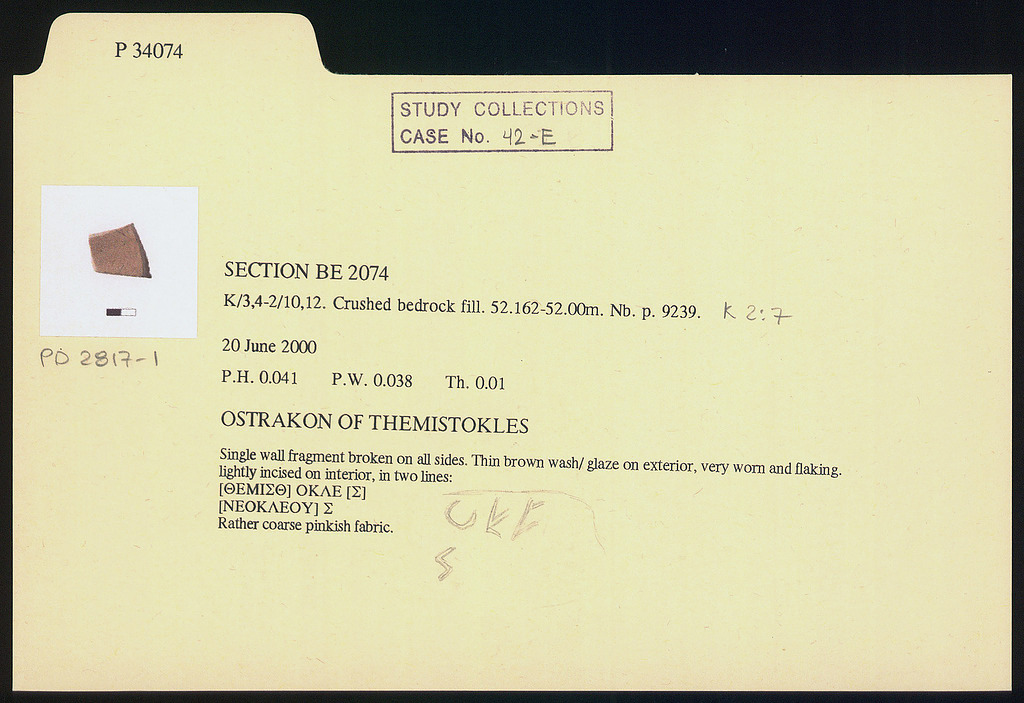 P 34074
STUDY COLLECTIONS
CASE No. 42-E
SECTION BE 2074
K/3,4-2/10,12. Crushed bedrock fill. 52.162-52.00m. Nb. p. 9239. K 2:7
PD 2817-1
20 June 2000
P.H. 0.041 P.W. 0.038 Th. 0.01
OSTRAKON OF THEMISTOKLES
Single wall fragment broken on all sides. Thin brown wash/ glaze on exterior, very worn and flaking.
lightly incised on interior, in two lines:
[ΘΕΜΙΣΘ] ΟΚΛΕ [Σ]
[ΝΕΟΚΛΕΟΥ] Σ
Rather coarse pinkish fabric.